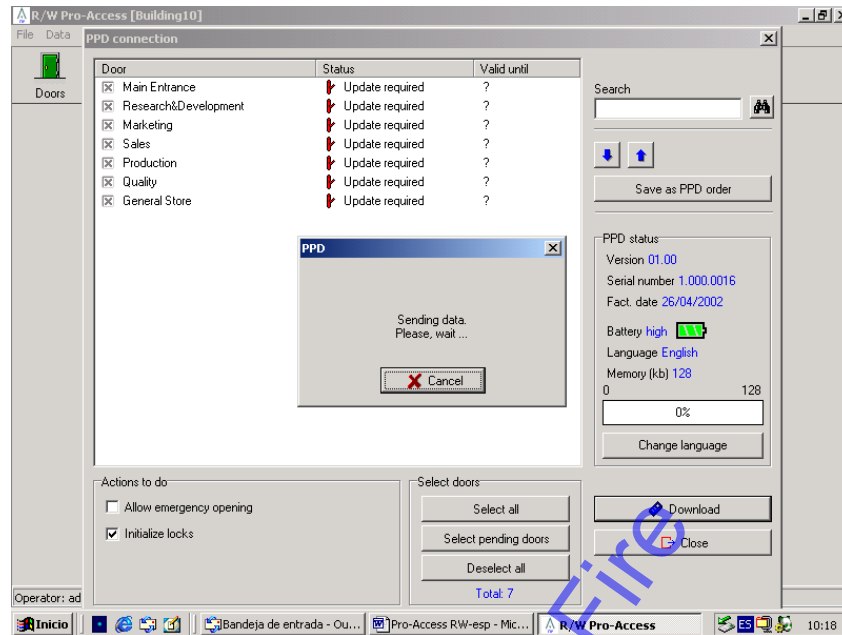 R/W Pro-Access [Building10]
File Data
PPD connection
Doors
Door Status Valid until
Main Entrance Update required ?
Research&Development Update required ?
Marketing Update required ?
Sales Update required ?
Production Update required ?
Quality Update required ?
General Store Update required ?
Search
Save as PPD order
PPD status
Version 01.00
Serial number 1.000.0016
Fact. date 26/04/2002
Battery high
Language English
Memory (kb) 128
0 128
0%
Change language
PPD
Sending data.
Please, wait ...
Cancel
Actions to do
Allow emergency opening
Initialize locks
Select doors
Select all
Select pending doors
Deselect all
Total: 7
Download
Close
Fire
Operator: ad
Inicio
Bandeja de entrada - Ou...
Pro-Access RW-esp - Mic...
R/W Pro-Access
ES
10:18